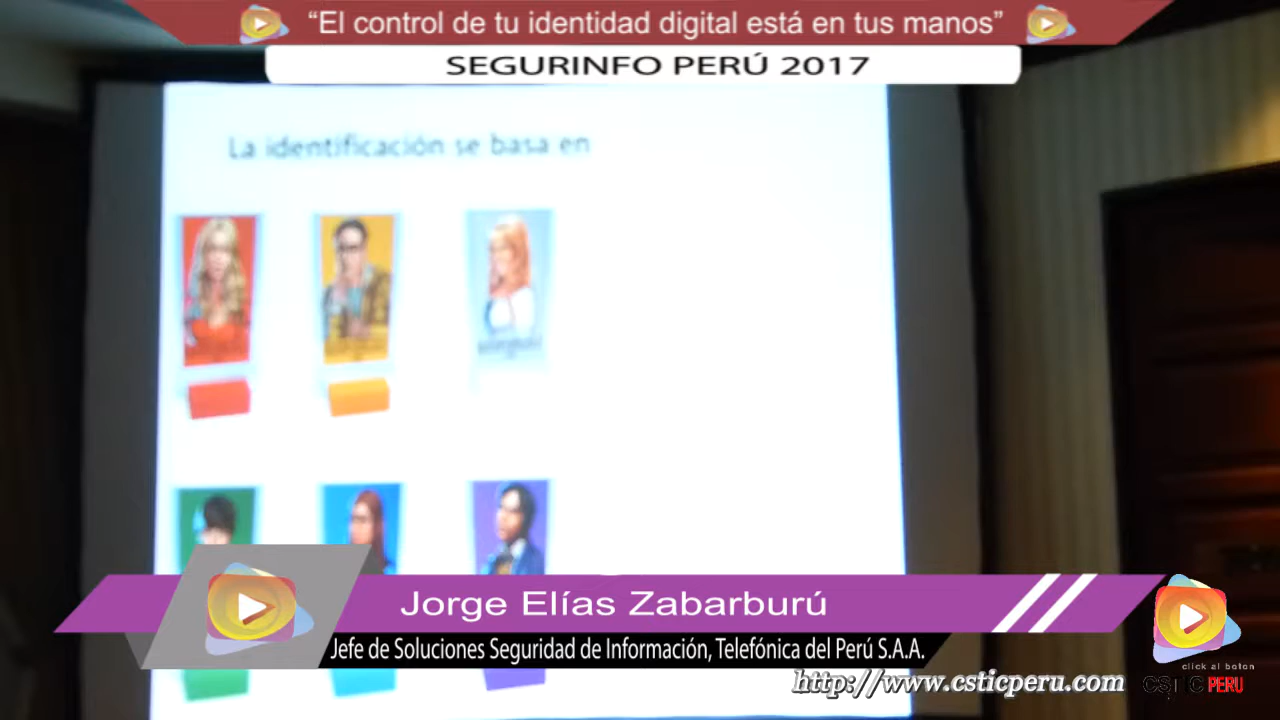 “El control de tu identidad digital está en tus manos”
SEGURINFO PERÚ 2017
La identificación se basa en
Jorge Elías Zabarburú
Jefe de Soluciones Seguridad de Información, Telefónica del Perú S.A.A.
http://www.csticperu.com
click al boton
CSTIC PERU